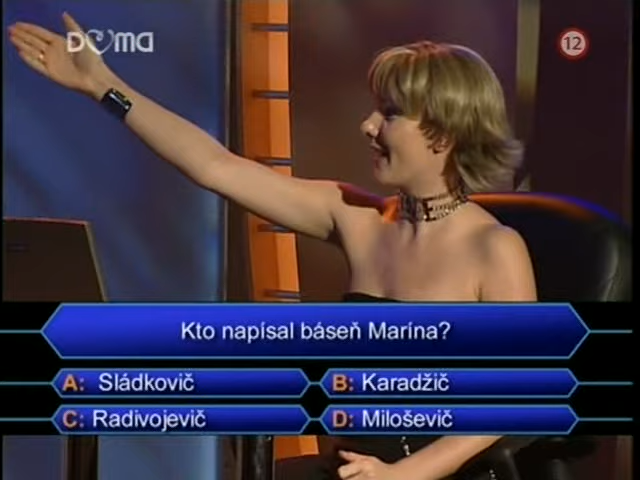 DOMA
12
Kto napísal báseň Marína?
A: Sládkovič
B: Karadžič
C: Radivojevič
D: Miloševič